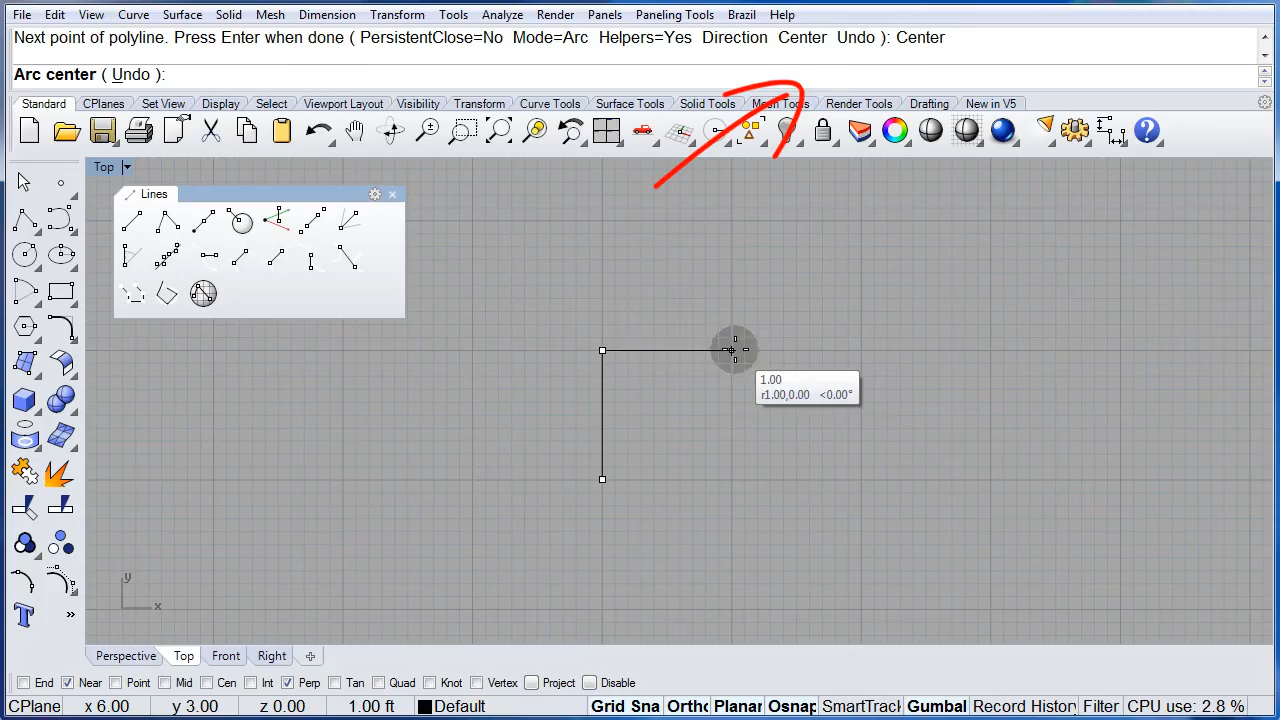 File Edit View Curve Surface Solid Mesh Dimension Transform Tools Analyze Render Panels Paneling Tools Brazil Help
Next point of polyline. Press Enter when done ( PersistentClose=No Mode=Arc Helpers=Yes Direction Center Undo ): Center
Arc center ( Undo ):
Standard CPlanes Set View Display Select Viewport Layout Visibility Transform Curve Tools Surface Tools Solid Tools Mesh Tools Render Tools Drafting New in V5
Top
Lines
1.00
r1.00,0.00 <0.00°
y
x
Perspective Top Front Right
End Near Point Mid Cen Int Perp Tan Quad Knot Vertex Project Disable
CPlane x 6.00 y 3.00 z 0.00 1.00 ft Default Grid Sna Ortho Planar Osnap SmartTrack Gumbal Record History Filter CPU use: 2.8 %